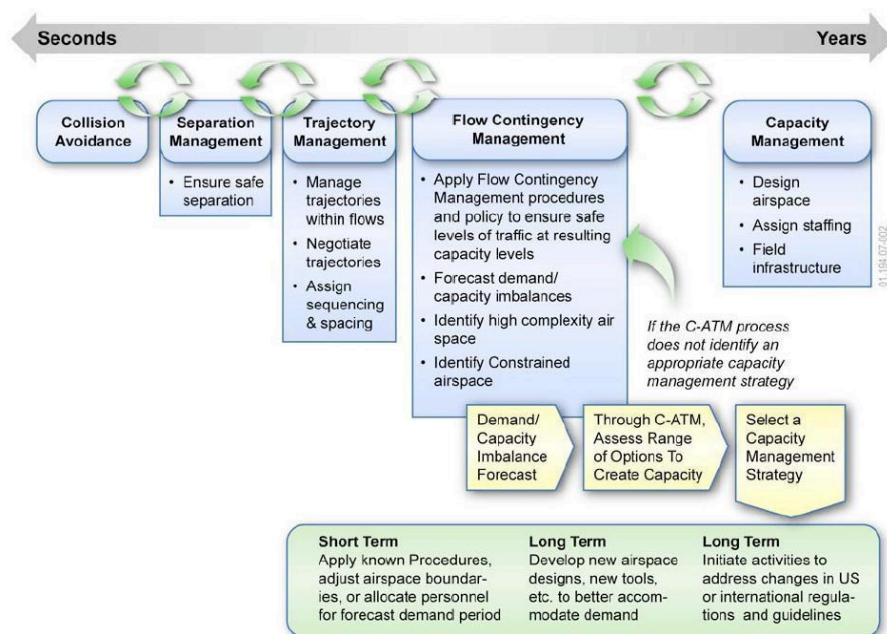 Seconds
Years
Collision
Avoidance
Separation
Management
• Ensure safe
separation
Trajectory
Management
• Manage
trajectories
within flows
• Negotiate
trajectories
• Assign
sequencing
& spacing
Flow Contingency
Management
• Apply Flow Contingency
Management procedures
and policy to ensure safe
levels of traffic at resulting
capacity levels
• Forecast demand/
capacity imbalances
• Identify high complexity air
space
• Identify Constrained
airspace
Capacity
Management
• Design
airspace
• Assign staffing
• Field
infrastructure
01.194.07-002
If the C-ATM process
does not identify an
appropriate capacity
management strategy
Demand/
Capacity
Imbalance
Forecast
Through C-ATM,
Assess Range
of Options To
Create Capacity
Select a
Capacity
Management
Strategy
Short Term
Apply known Procedures,
adjust airspace boundar-
ies, or allocate personnel
for forecast demand period
Long Term
Develop new airspace
designs, new tools,
etc. to better accom-
modate demand
Long Term
Initiate activities to
address changes in US
or international regula-
tions and guidelines